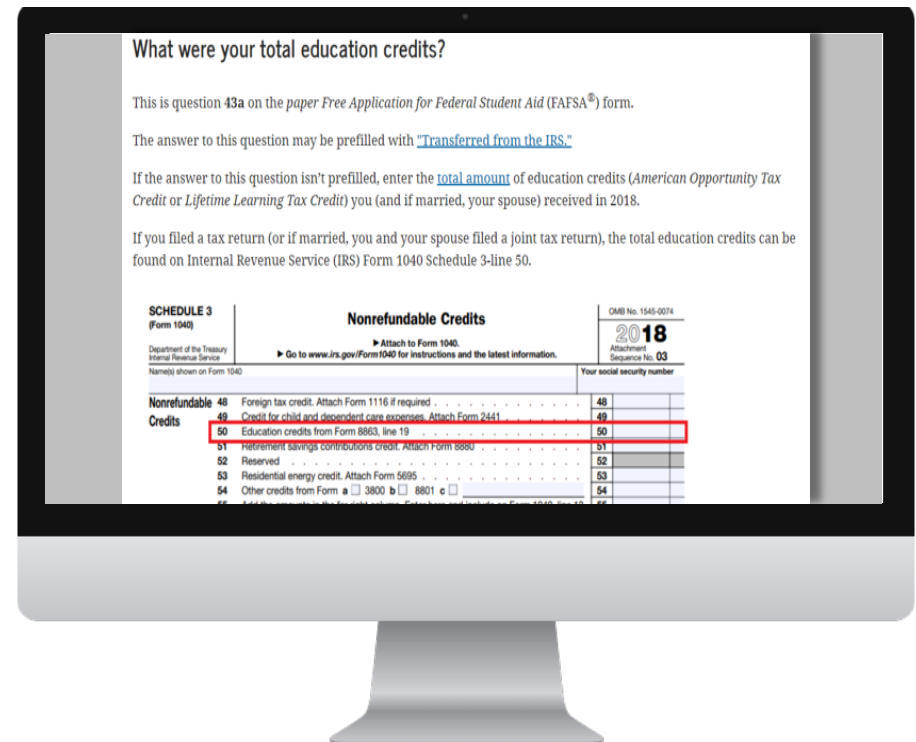 What were your total education credits?
This is question 43a on the paper Free Application for Federal Student Aid (FAFSA®) form.
The answer to this question may be prefilled with "Transferred from the IRS."
If the answer to this question isn't prefilled, enter the total amount of education credits (American Opportunity Tax
Credit or Lifetime Learning Tax Credit) you (and if married, your spouse) received in 2018.
If you filed a tax return (or if married, you and your spouse filed a joint tax return), the total education credits can be
found on Internal Revenue Service (IRS) Form 1040 Schedule 3-line 50.
SCHEDULE 3
(Form 1040)
Department of the Treasury
Internal Revenue Service
Nonrefundable Credits
▶ Attach to Form 1040.
▶ Go to www.irs.gov/Form1040 for instructions and the latest information.
OMB No. 1545-0074
2018
Attachment
Sequence No. 03
Name(s) shown on Form 1040
Your social security number
Nonrefundable
Credits
48 Foreign tax credit. Attach Form 1116 if required . . . . . . . . . . . . . 48
49 Credit for child and dependent care expenses. Attach Form 2441 . . . . . . . 49
50 Education credits from Form 8863, line 19 . . . . . . . . . . . . . 50
51 Retirement savings contributions credit. Attach Form 8880 . . . . . . . . . 51
52 Reserved . . . . . . . . . . . . . . . . . . . . . 52
53 Residential energy credit. Attach Form 5695 . . . . . . . . . . . . . 53
54 Other credits from Form a 3800 b 8801 c 54